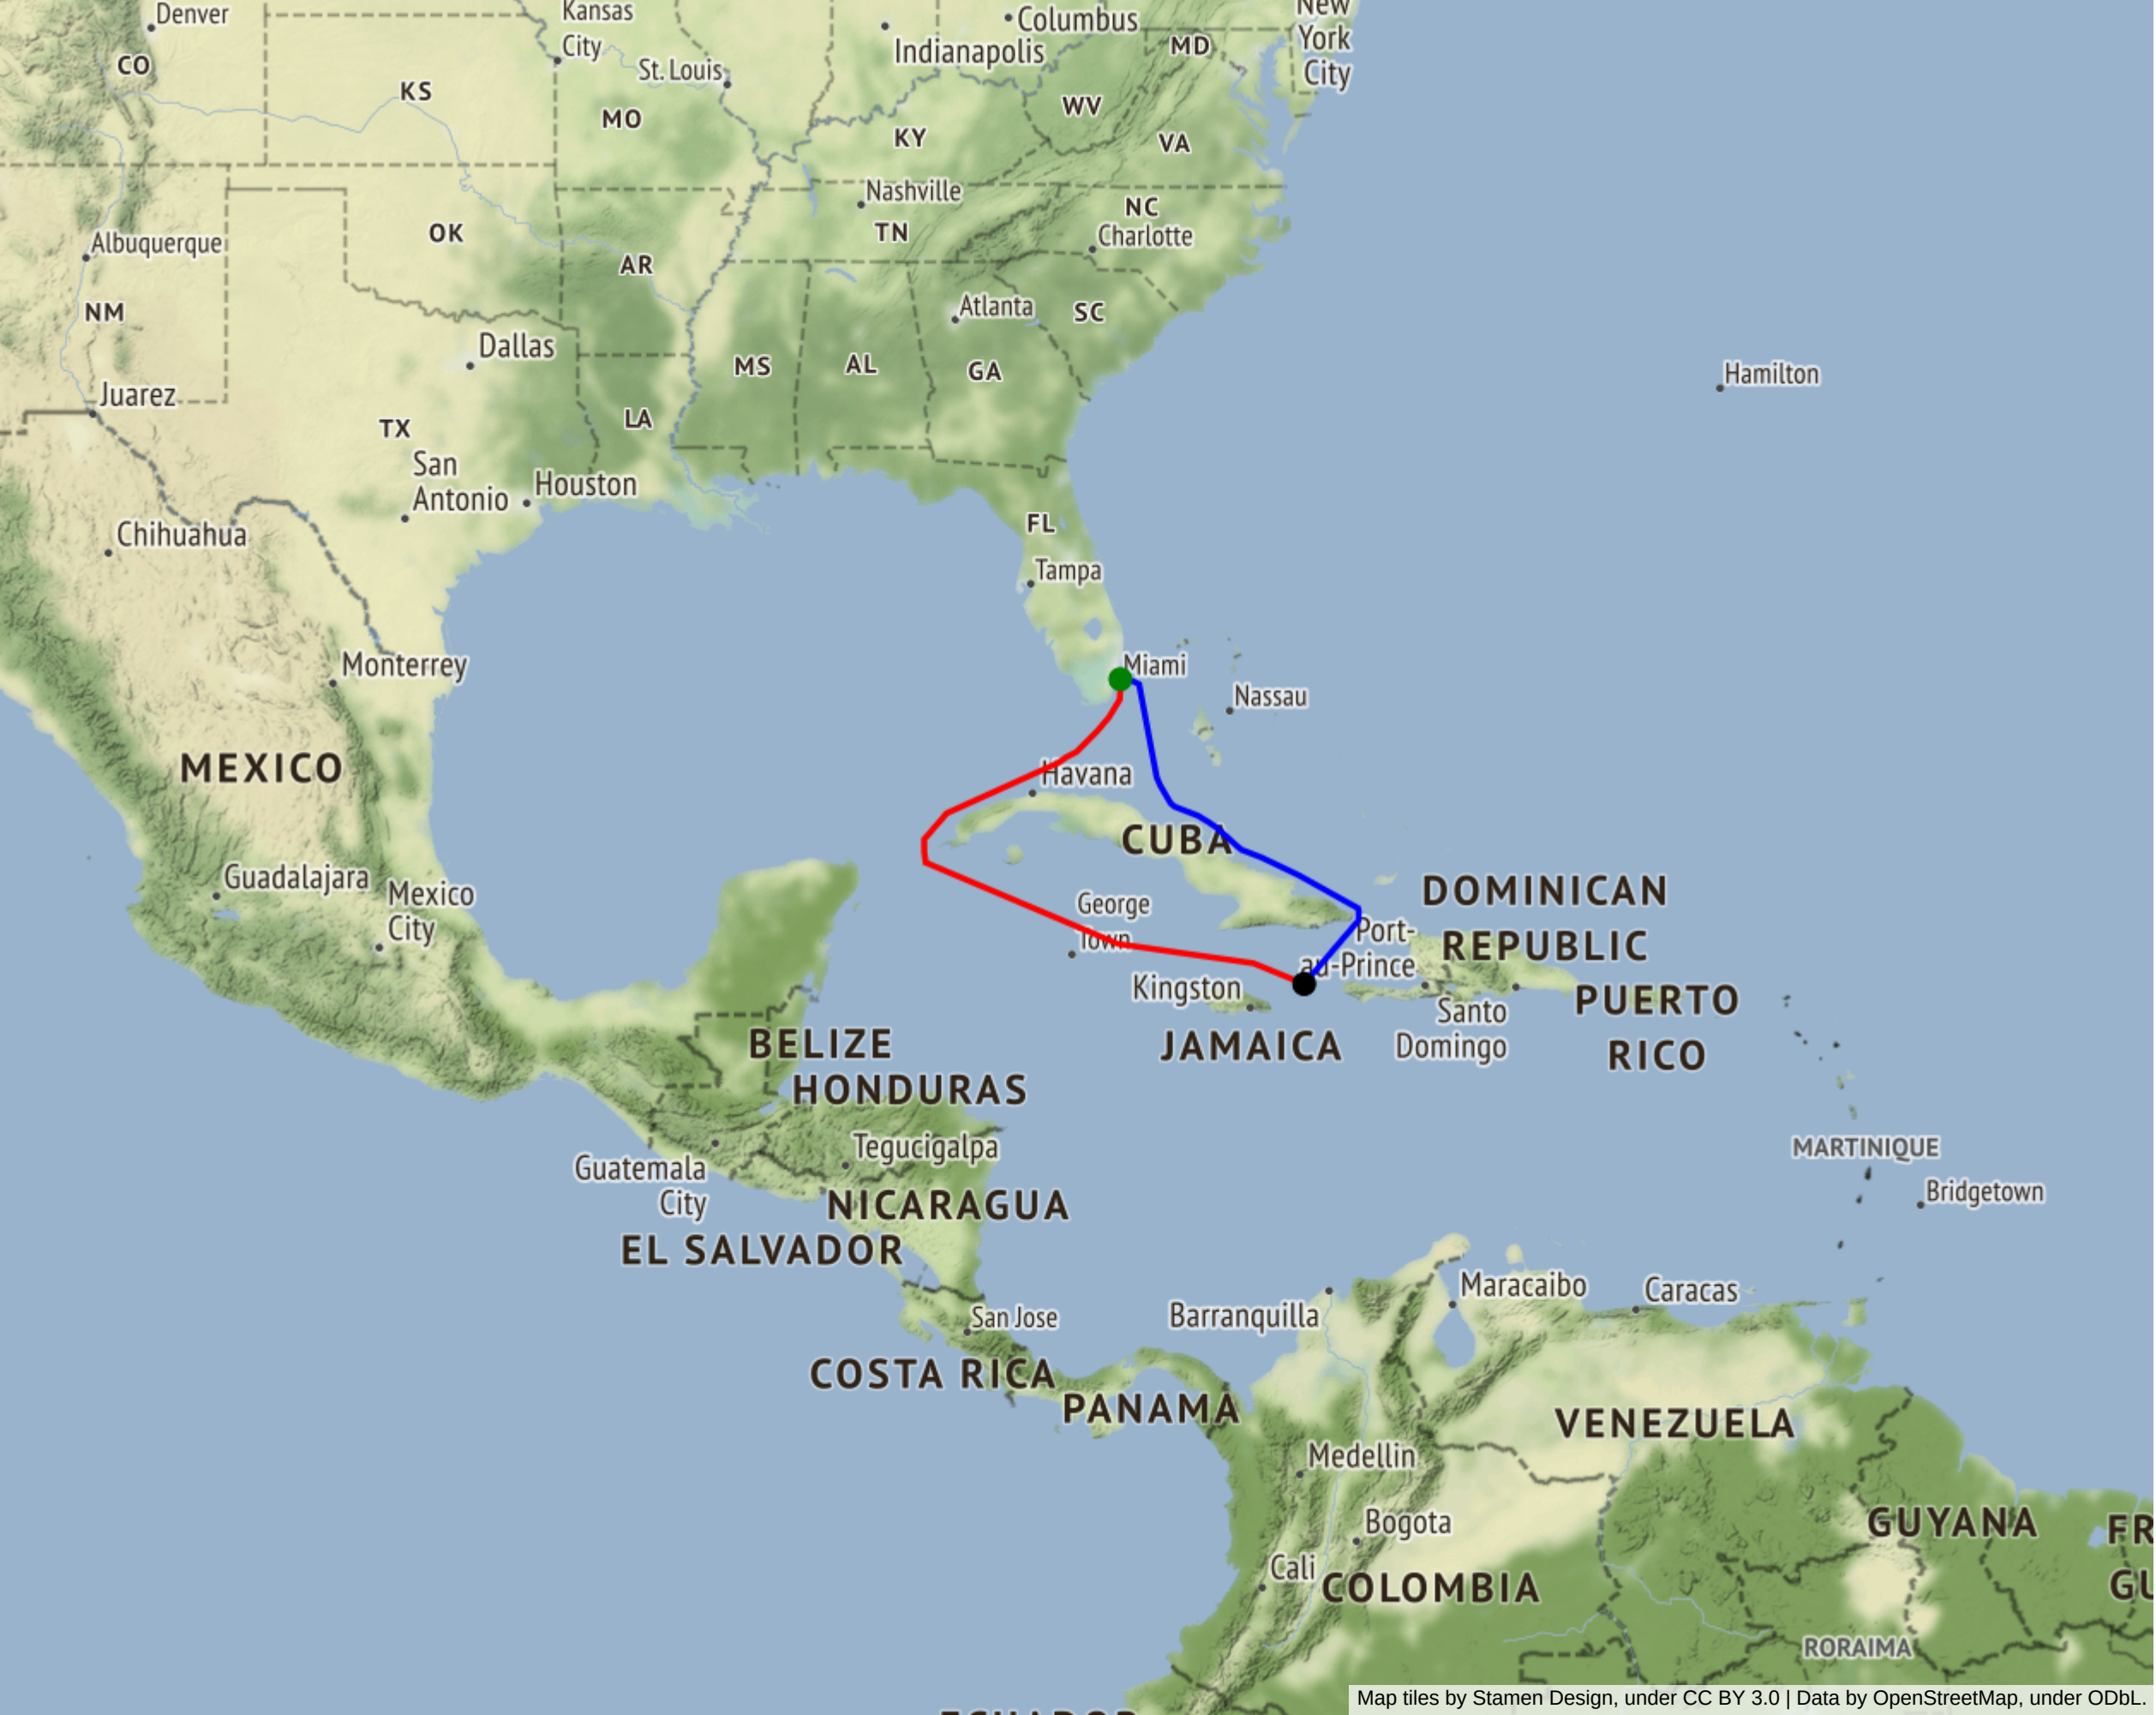 Denver
Kansas
City
Columbus
New
York
City
Indianapolis
MD
CO
St. Louis
KS
WV
MO
KY
VA
Nashville
NC
OK
TN
Charlotte
Albuquerque
AR
NM
Atlanta
SC
Dallas
MS
AL
GA
Hamilton
Juarez
LA
TX
San
Antonio
Houston
FL
Chihuahua
Tampa
Monterrey
Miami
Nassau
MEXICO
Havana
CUBA
Guadalajara
Mexico
City
George
Town
DOMINICAN
REPUBLIC
Port-
au-Prince
Kingston
PUERTO
RICO
Santo
Domingo
JAMAICA
BELIZE
HONDURAS
Tegucigalpa
MARTINIQUE
Guatemala
City
Bridgetown
NICARAGUA
EL SALVADOR
Maracaibo
Caracas
San Jose
Barranquilla
COSTA RICA
PANAMA
VENEZUELA
Medellin
Bogota
GUYANA
FR
GU
Cali
COLOMBIA
RORAIMA
Map tiles by Stamen Design, under CC BY 3.0 | Data by OpenStreetMap, under ODbL.